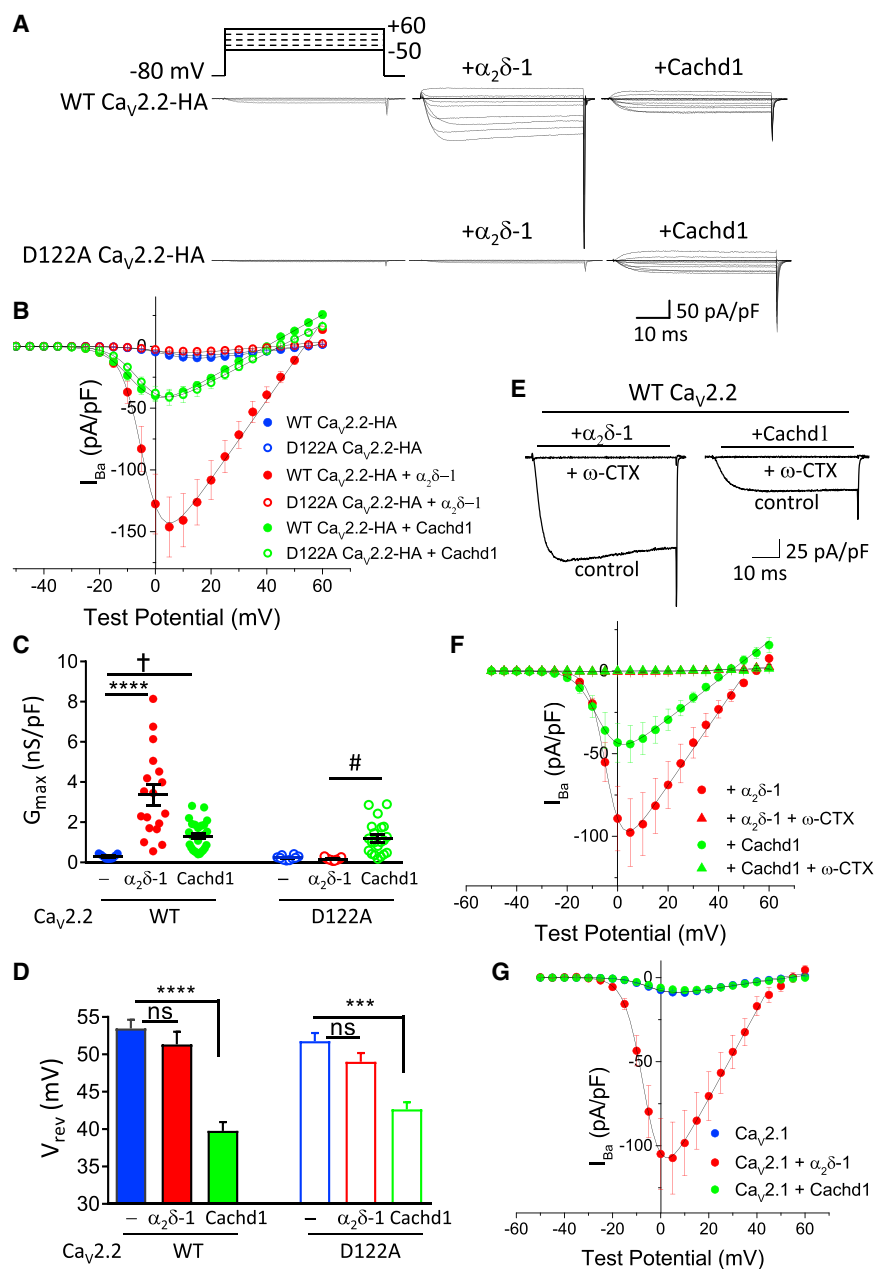 A
+60
-50
-80 mV
+α₂δ-1
+Cachd1
WT Caᵥ2.2-HA
+α₂δ-1
+Cachd1
D122A Caᵥ2.2-HA
50 pA/pF
10 ms
B
0
-50
-100
-150
I_Ba (pA/pF)
-40 -20 0 20 40 60
Test Potential (mV)
WT Caᵥ2.2-HA
D122A Caᵥ2.2-HA
WT Caᵥ2.2-HA + α₂δ−1
D122A Caᵥ2.2-HA + α₂δ−1
WT Caᵥ2.2-HA + Cachd1
D122A Caᵥ2.2-HA + Cachd1
E
WT Caᵥ2.2
+α₂δ-1
+Cachd1
+ ω-CTX
+ ω-CTX
control
control
25 pA/pF
10 ms
C
10
8
6
4
2
0
G_max (nS/pF)
†
****
#
– α₂δ-1 Cachd1
– α₂δ-1 Cachd1
Caᵥ2.2 WT D122A
F
0
-50
-100
I_Ba (pA/pF)
-60 -40 -20 0 20 40 60
Test Potential (mV)
+ α₂δ-1
+ α₂δ-1 + ω-CTX
+ Cachd1
+ Cachd1 + ω-CTX
D
55
50
45
40
35
30
V_rev (mV)
****
ns
***
ns
– α₂δ-1 Cachd1
– α₂δ-1 Cachd1
Caᵥ2.2 WT D122A
G
0
-50
-100
I_Ba (pA/pF)
-60 -40 -20 0 20 40 60
Test Potential (mV)
Caᵥ2.1
Caᵥ2.1 + α₂δ-1
Caᵥ2.1 + Cachd1